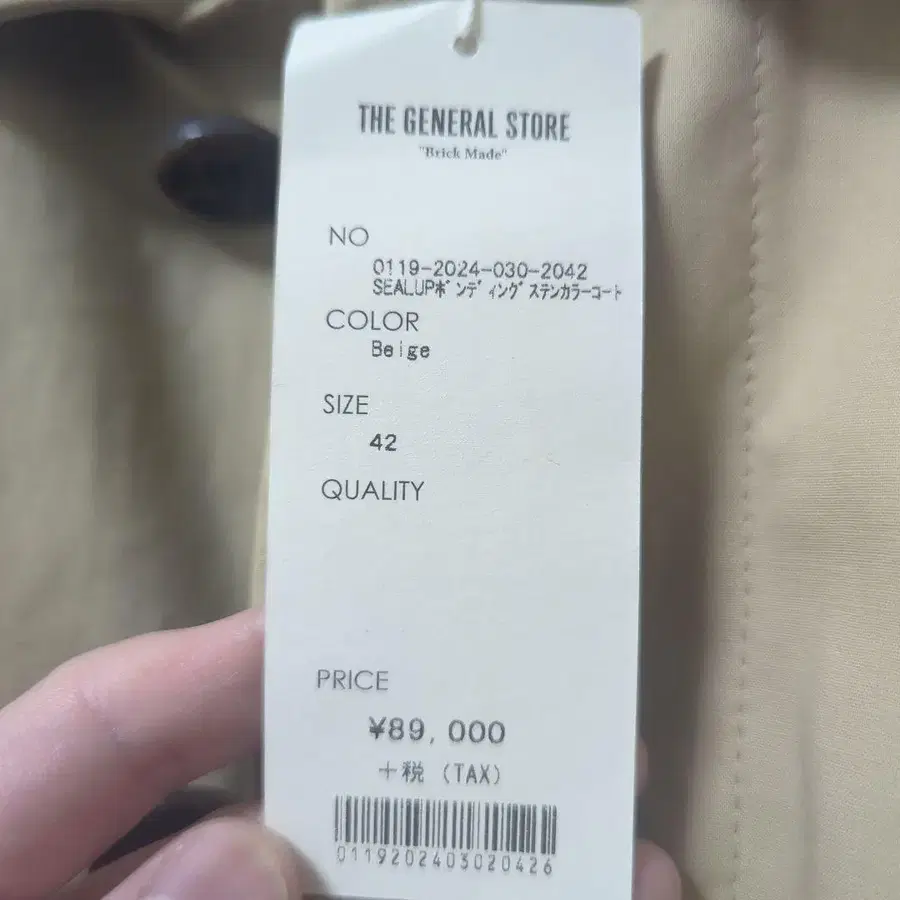 THE GENERAL STORE
"Brick Made"
NO
0119-2024-030-2042
SEALUPボンディングステンカラーコート
COLOR
Beige
SIZE
42
QUALITY
PRICE
¥89,000
+税 (TAX)
0119202403020426